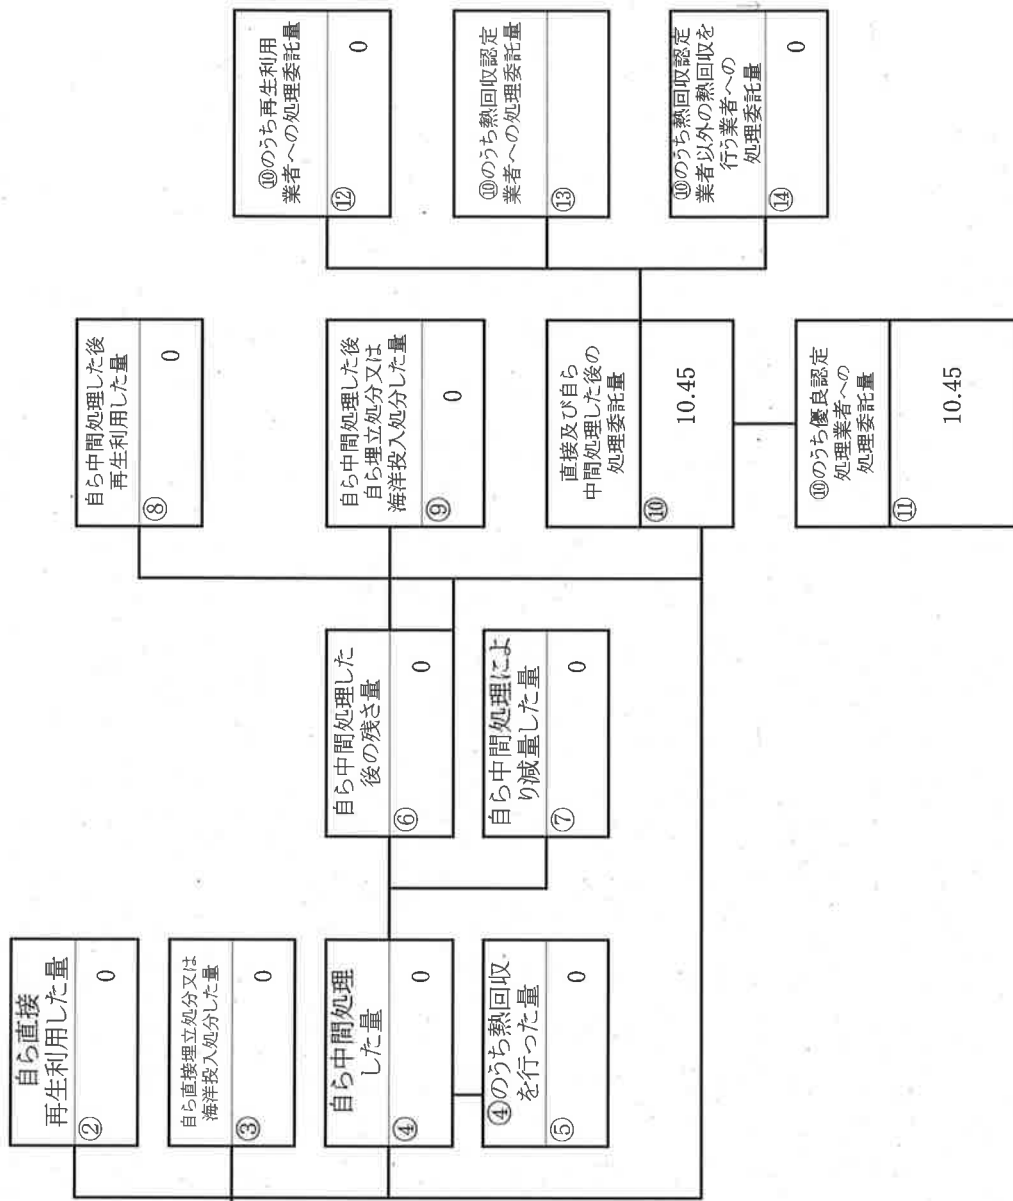 自ら直接
再生利用した量
②
0
自ら直接埋立処分又は
海洋投入処分した量
③
0
自ら中間処理
した量
④
0
④のうち熱回収
を行った量
⑤
0
自ら中間処理した
後の残さ量
⑥
0
自ら中間処理によ
り減量した量
⑦
0
自ら中間処理した後
再生利用した量
⑧
0
自ら中間処理した後
自ら埋立処分又は
海洋投入処分した量
⑨
0
直接及び自ら
中間処理した後の
処理委託量
⑩
10.45
⑩のうち優良認定
処理業者への
処理委託量
⑪
10.45
⑩のうち再生利用
業者への処理委託量
⑫
0
⑩のうち熱回収認定
業者への処理委託量
⑬
⑩のうち熱回収認定
業者以外の熱回収を
行う業者への
処理委託量
⑭
0